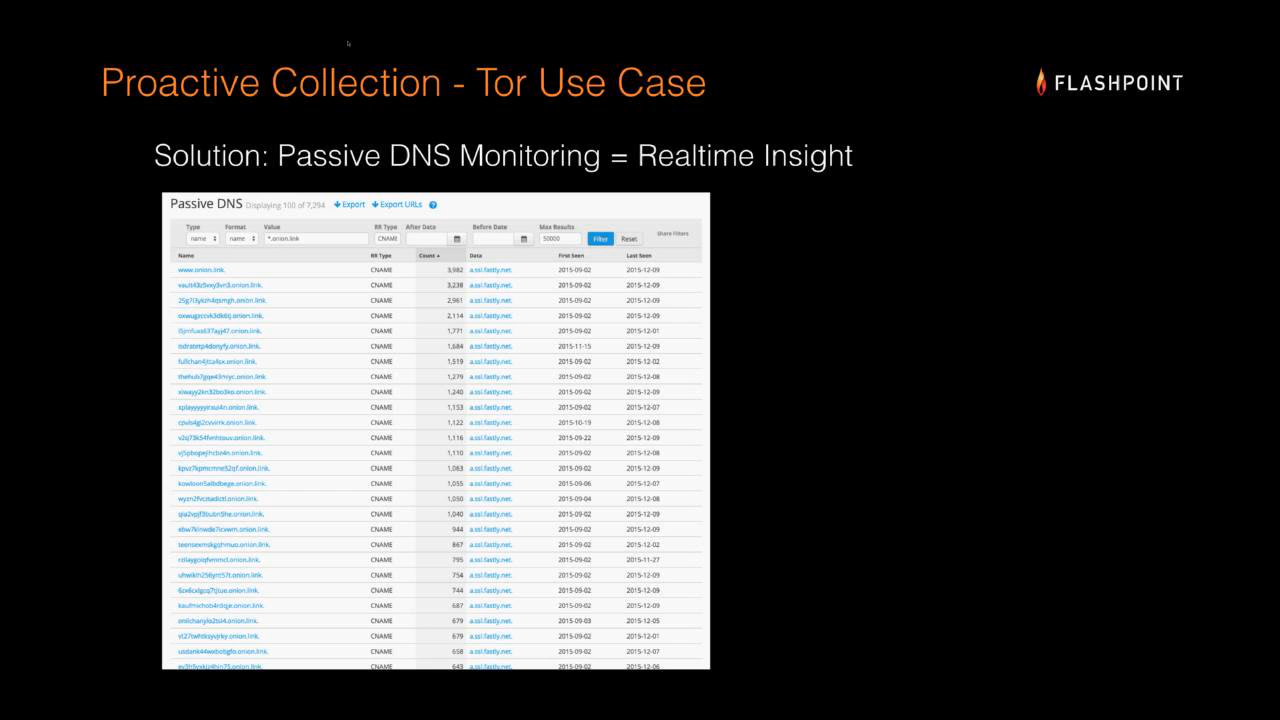 Proactive Collection - Tor Use Case
FLASHPOINT
Solution: Passive DNS Monitoring = Realtime Insight
Passive DNS Displaying 100 of 7,294 Export Export URLs ?
Type Format Value RR Type After Date Before Date Max Results Share Filters
name name *.onion.link CNAME 50000 Filter Reset
Name RR Type Count Data First Seen Last Seen
www.onion.link. CNAME 3,982 a.ssl.fastly.net. 2015-09-02 2015-12-09
CNAME 3,238 a.ssl.fastly.net. 2015-09-02 2015-12-09
CNAME 2,961 a.ssl.fastly.net. 2015-09-02 2015-12-09
CNAME 2,114 a.ssl.fastly.net. 2015-09-02 2015-12-09
CNAME 1,771 a.ssl.fastly.net. 2015-09-02 2015-12-01
CNAME 1,684 a.ssl.fastly.net. 2015-11-15 2015-12-09
CNAME 1,519 a.ssl.fastly.net. 2015-09-02 2015-12-02
CNAME 1,279 a.ssl.fastly.net. 2015-09-02 2015-12-08
CNAME 1,240 a.ssl.fastly.net. 2015-09-02 2015-12-09
CNAME 1,153 a.ssl.fastly.net. 2015-09-02 2015-12-07
CNAME 1,122 a.ssl.fastly.net. 2015-10-19 2015-12-08
CNAME 1,116 a.ssl.fastly.net. 2015-09-22 2015-12-09
CNAME 1,110 a.ssl.fastly.net. 2015-09-02 2015-12-08
CNAME 1,083 a.ssl.fastly.net. 2015-09-02 2015-12-09
CNAME 1,055 a.ssl.fastly.net. 2015-09-06 2015-12-07
CNAME 1,050 a.ssl.fastly.net. 2015-09-04 2015-12-08
CNAME 1,040 a.ssl.fastly.net. 2015-09-02 2015-12-09
CNAME 944 a.ssl.fastly.net. 2015-09-02 2015-12-09
CNAME 867 a.ssl.fastly.net. 2015-09-02 2015-12-02
CNAME 795 a.ssl.fastly.net. 2015-09-02 2015-11-27
CNAME 754 a.ssl.fastly.net. 2015-09-02 2015-12-09
CNAME 744 a.ssl.fastly.net. 2015-09-02 2015-12-09
CNAME 687 a.ssl.fastly.net. 2015-09-02 2015-12-09
CNAME 679 a.ssl.fastly.net. 2015-09-03 2015-12-05
CNAME 679 a.ssl.fastly.net. 2015-09-02 2015-12-01
CNAME 658 a.ssl.fastly.net. 2015-09-02 2015-12-07
CNAME 643 a.ssl.fastly.net. 2015-09-02 2015-12-06